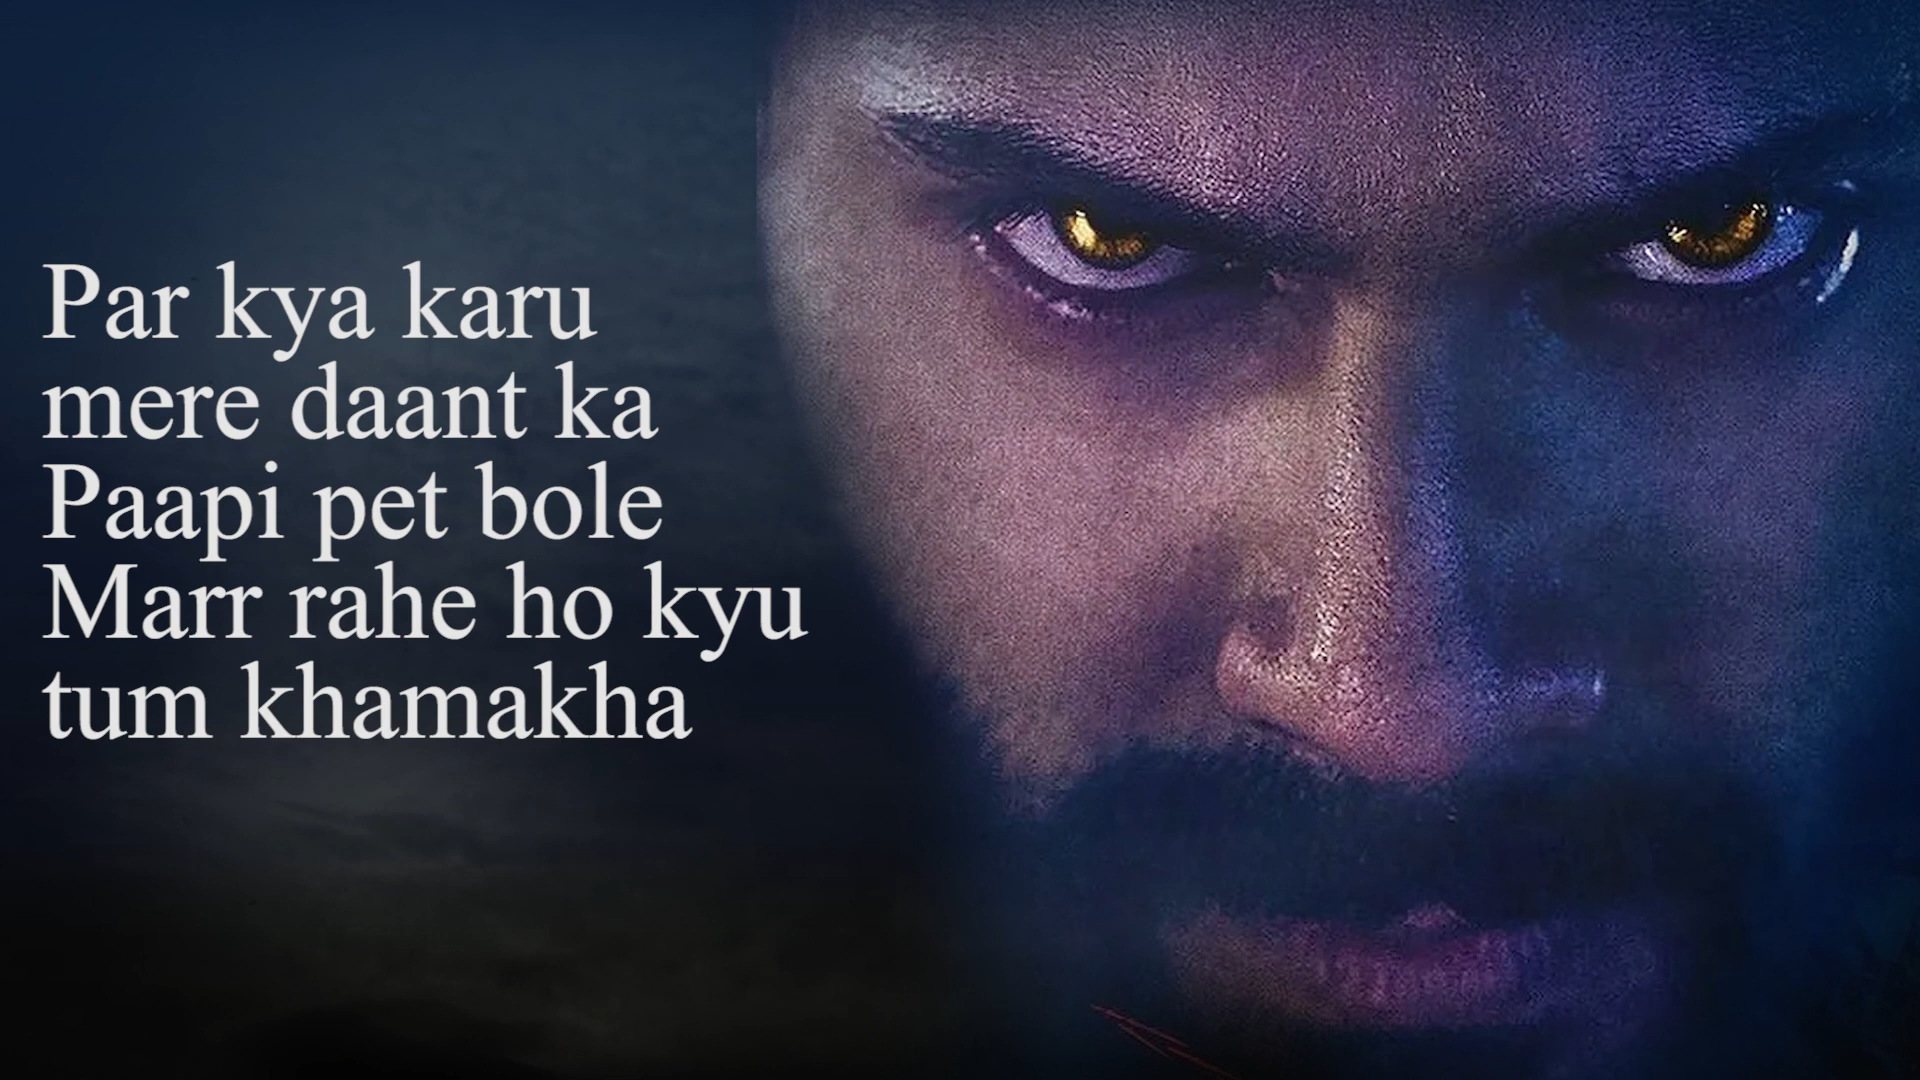 Par kya karu
mere daant ka
Paapi pet bole
Marr rahe ho kyu
tum khamakha